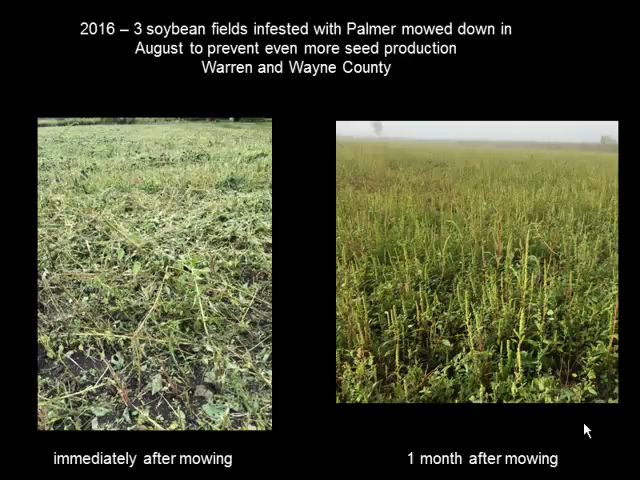 2016 – 3 soybean fields infested with Palmer mowed down in
August to prevent even more seed production
Warren and Wayne County
immediately after mowing
1 month after mowing